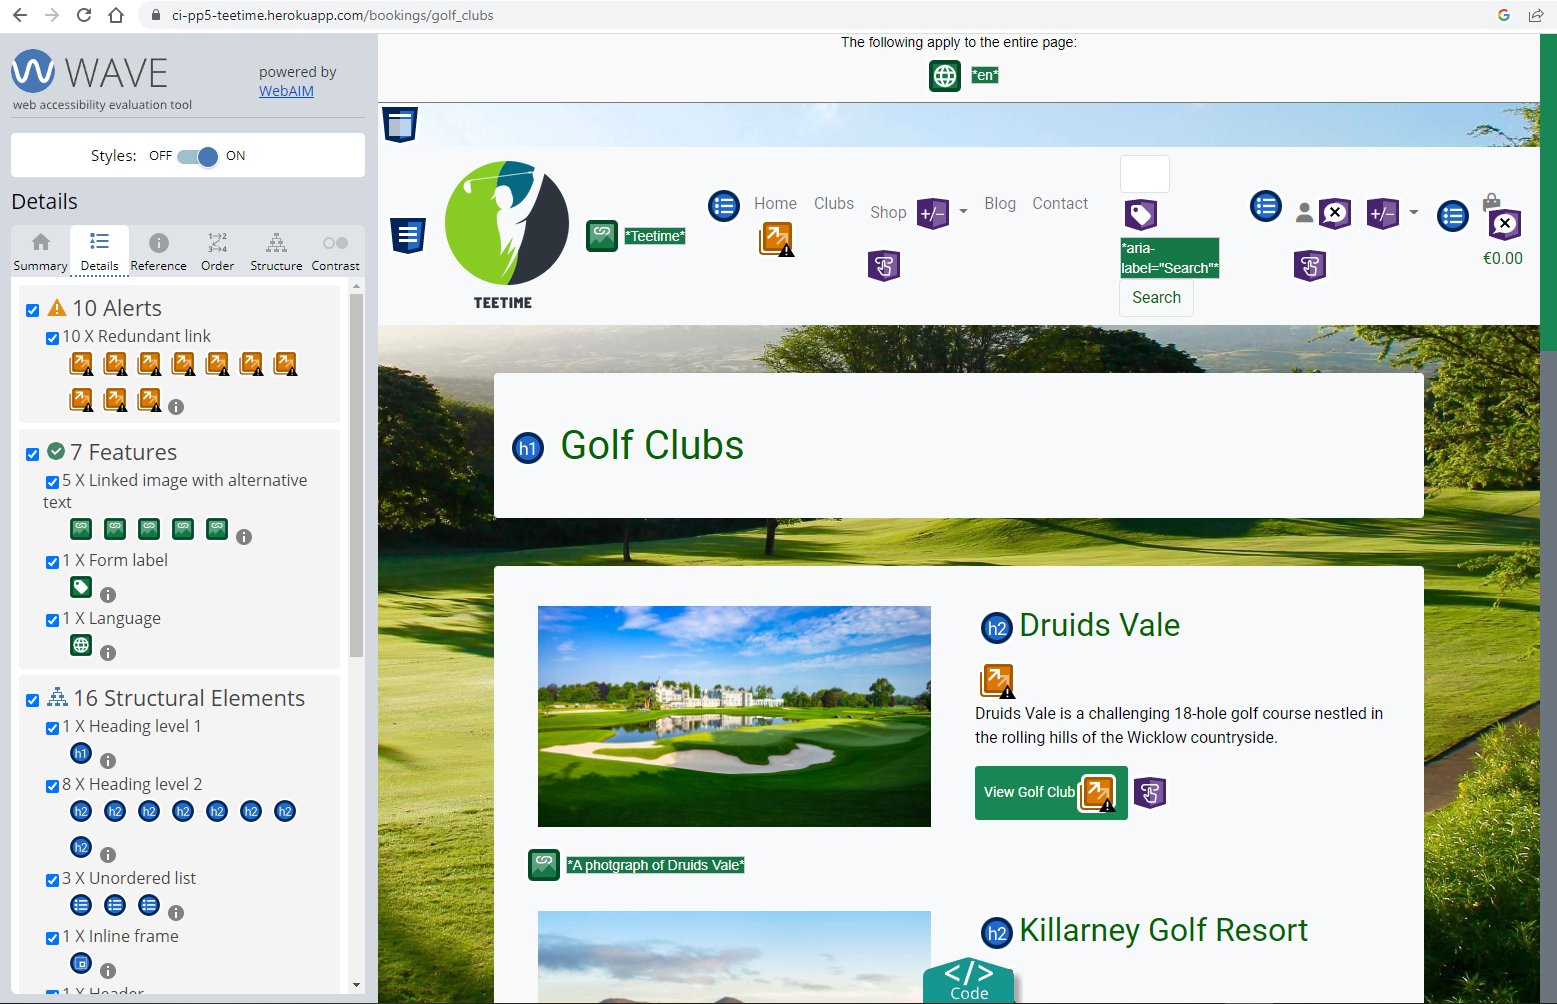 ci-pp5-teetime.herokuapp.com/bookings/golf_clubs
WAVE
web accessibility evaluation tool
powered by
WebAIM
Styles: OFF ON
Details
Summary Details Reference Order Structure Contrast
10 Alerts
10 X Redundant link
7 Features
5 X Linked image with alternative
text
1 X Form label
1 X Language
16 Structural Elements
1 X Heading level 1
h1
8 X Heading level 2
h2 h2 h2 h2 h2 h2 h2
h2
3 X Unordered list
1 X Inline frame
1 X Header
The following apply to the entire page:
*en*
TEETIME
*Teetime*
Home Clubs Shop +/- Blog Contact
*aria-
label="Search"*
Search
+/-
€0.00
h1 Golf Clubs
h2 Druids Vale
Druids Vale is a challenging 18-hole golf course nestled in
the rolling hills of the Wicklow countryside.
View Golf Club
*A photgraph of Druids Vale*
h2 Killarney Golf Resort
</> Code